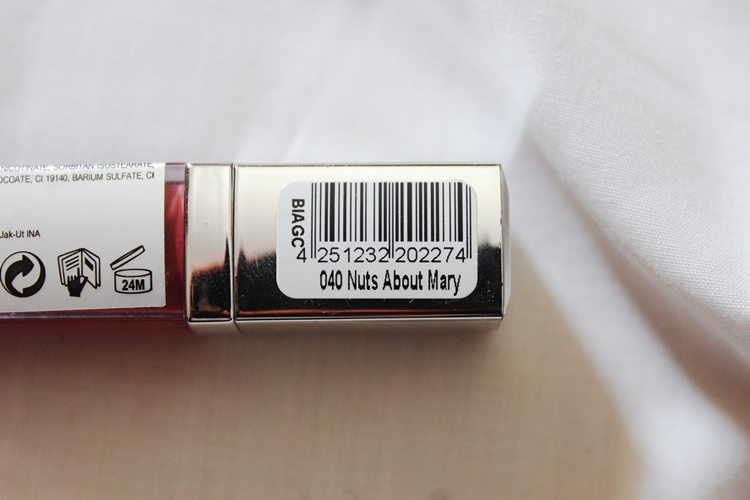 NICOTINATE, SORBITAN ISOSTEARATE,
OCOATE, CI 19140, BARIUM SULFATE, CI
Jak-Ut INA
24M
BIAGC
4 251232 202274
040 Nuts About Mary